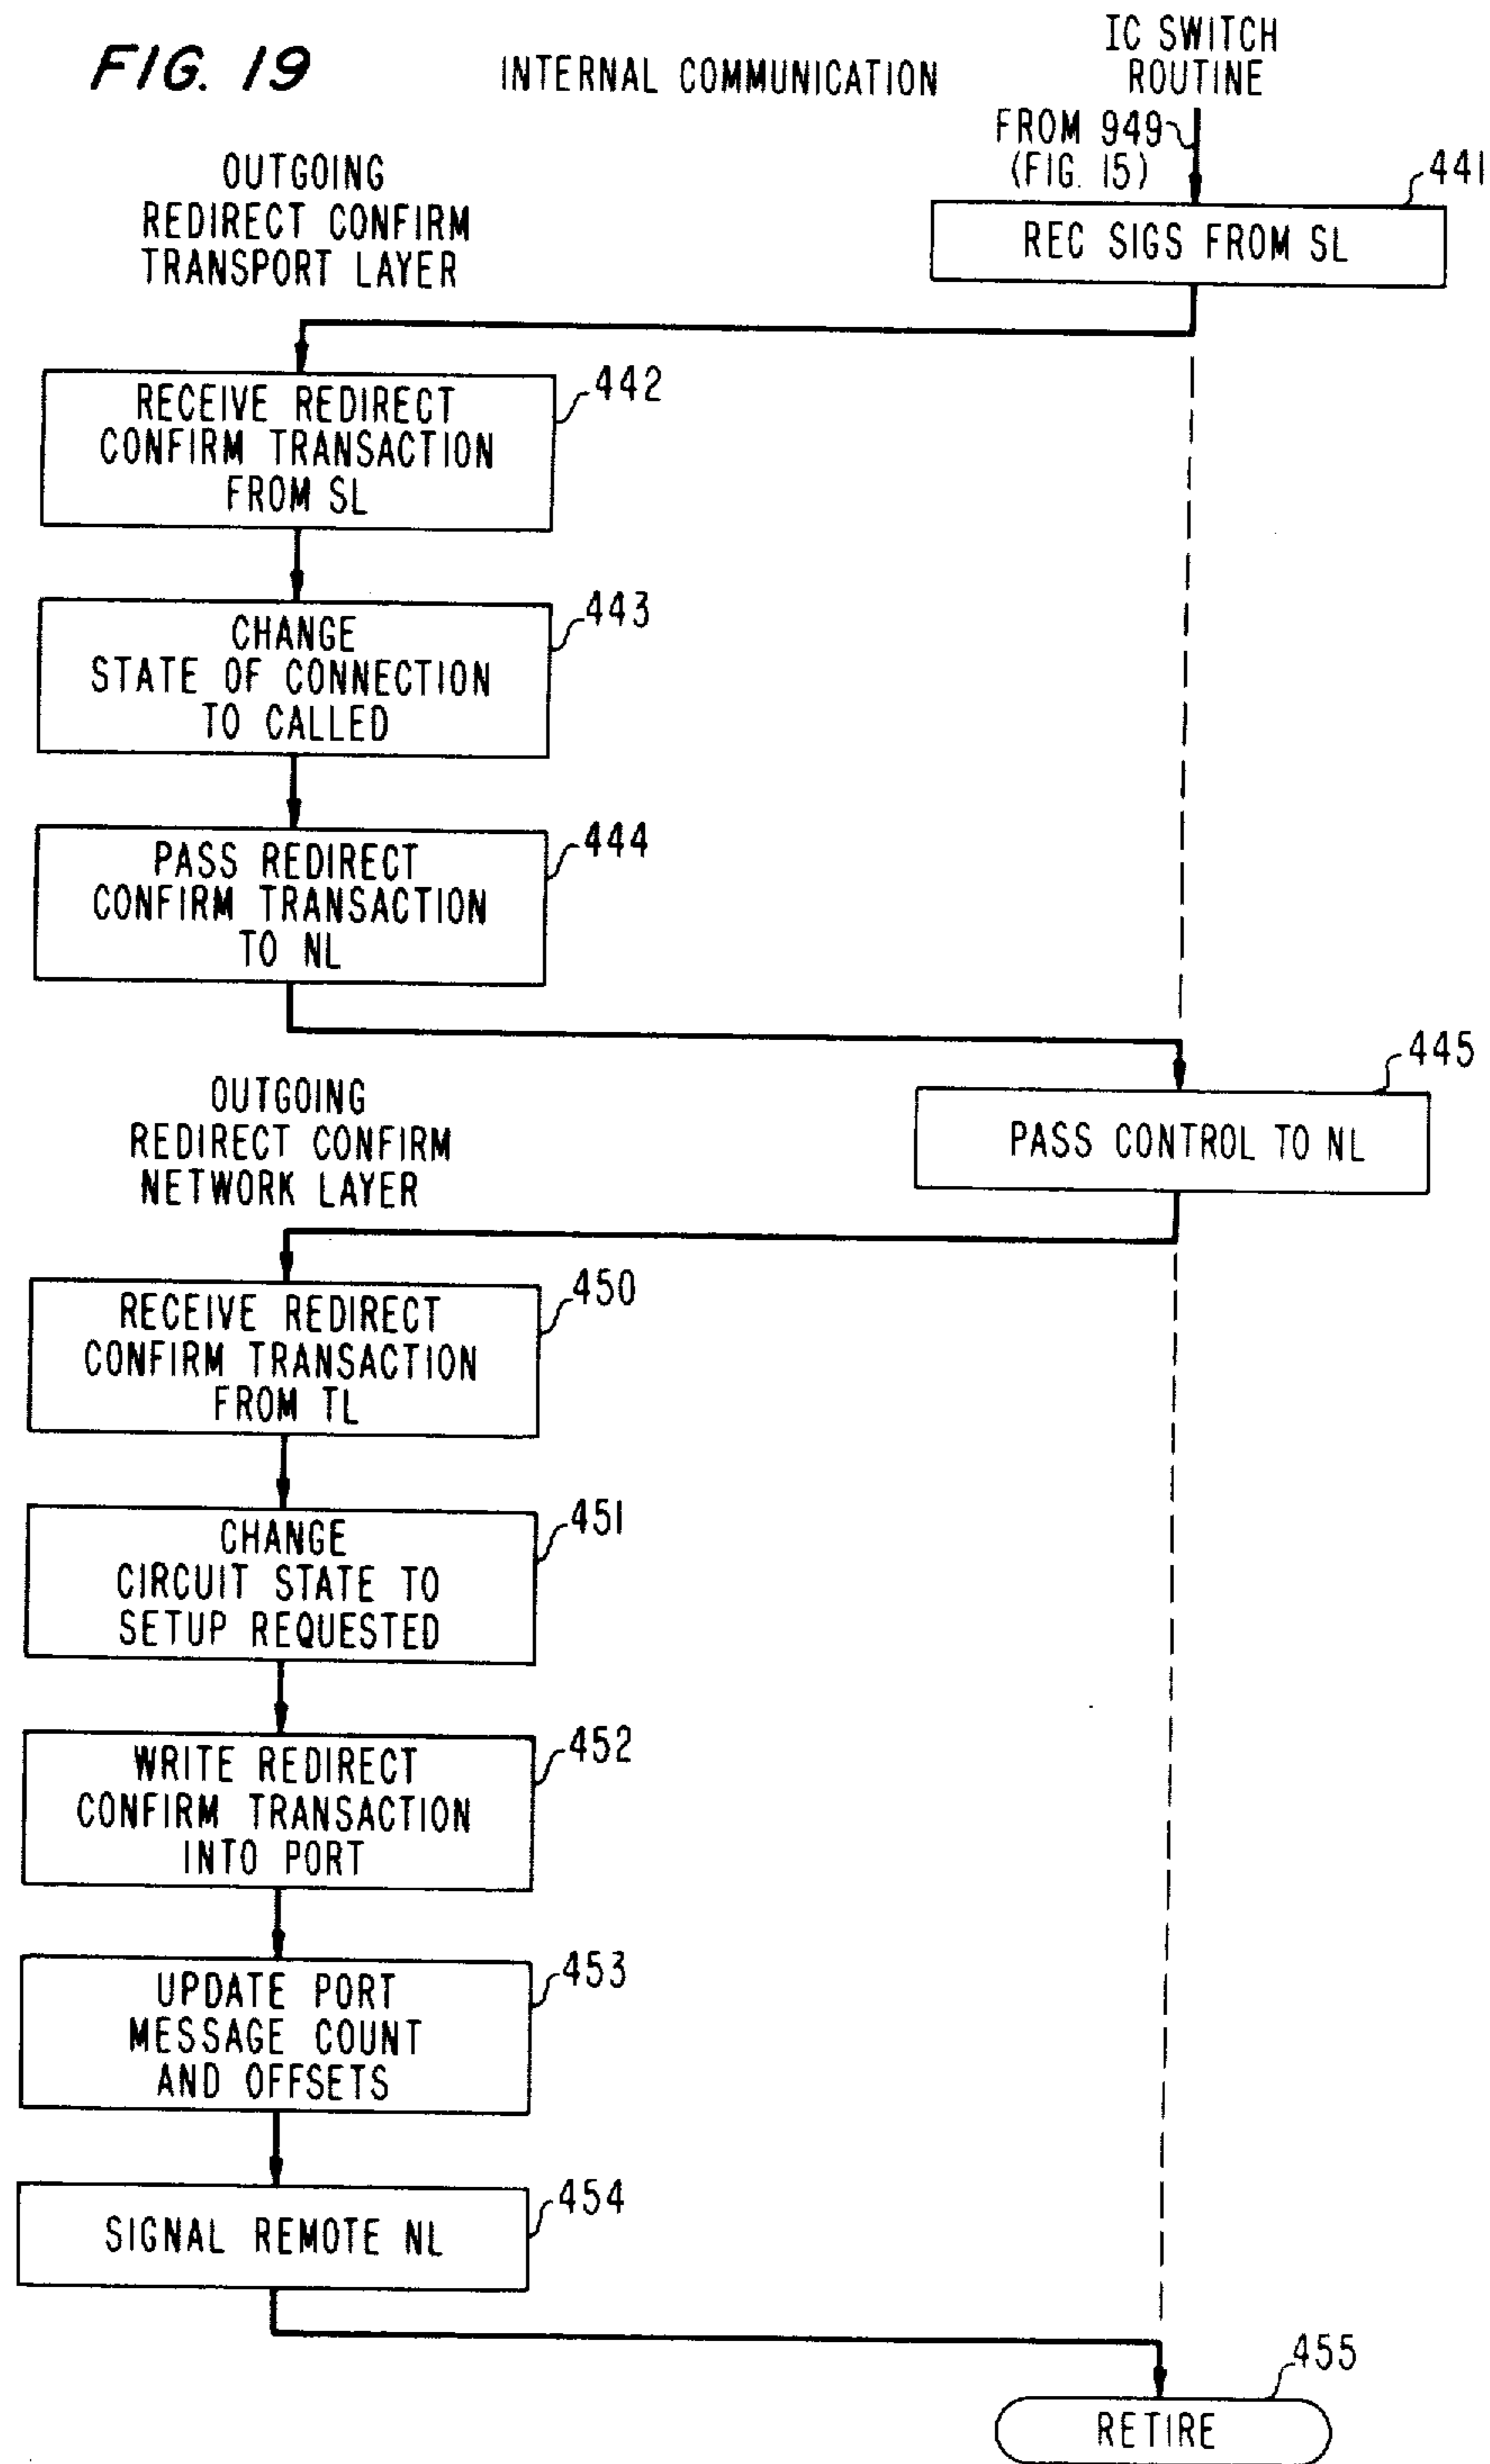 FIG. 19
INTERNAL COMMUNICATION
IC SWITCH
ROUTINE
FROM 949
(FIG. 15)
OUTGOING
REDIRECT CONFIRM
TRANSPORT LAYER
441
REC SIGS FROM SL
442
RECEIVE REDIRECT
CONFIRM TRANSACTION
FROM SL
443
CHANGE
STATE OF CONNECTION
TO CALLED
444
PASS REDIRECT
CONFIRM TRANSACTION
TO NL
445
PASS CONTROL TO NL
OUTGOING
REDIRECT CONFIRM
NETWORK LAYER
450
RECEIVE REDIRECT
CONFIRM TRANSACTION
FROM TL
451
CHANGE
CIRCUIT STATE TO
SETUP REQUESTED
452
WRITE REDIRECT
CONFIRM TRANSACTION
INTO PORT
453
UPDATE PORT
MESSAGE COUNT
AND OFFSETS
454
SIGNAL REMOTE NL
455
RETIRE